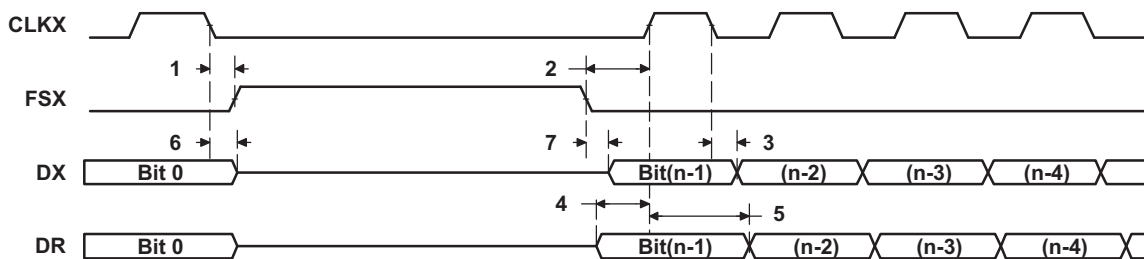 CLKX
1 2
FSX
6 7 3
DX Bit 0 Bit(n-1) (n-2) (n-3) (n-4)
4 5
DR Bit 0 Bit(n-1) (n-2) (n-3) (n-4)